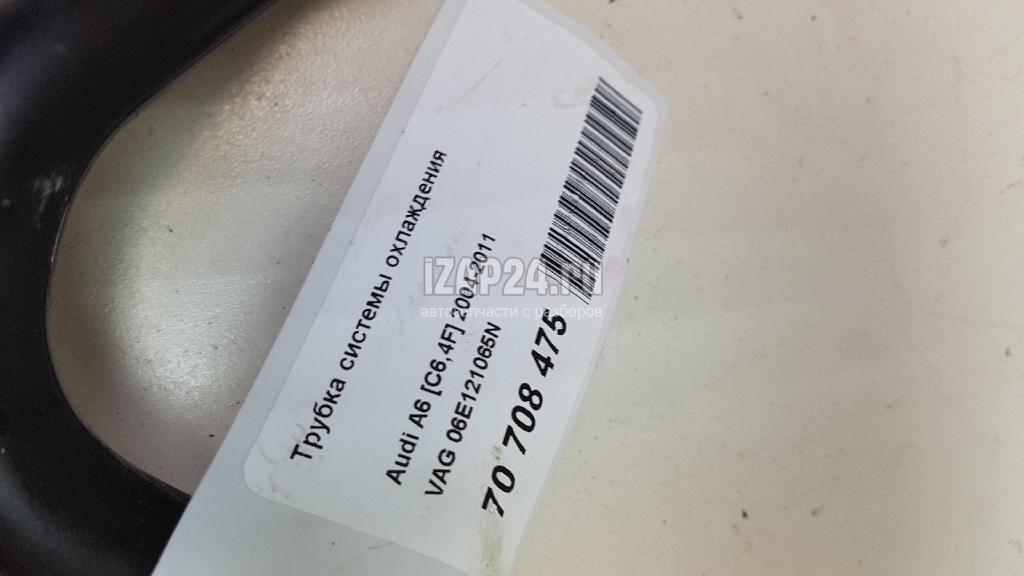 Трубка системы охлаждения
Audi A6 [C6,4F] 2004-2011
VAG 06E121065N
70 708 475
iZAP24.ru
автозапчасти с разборов